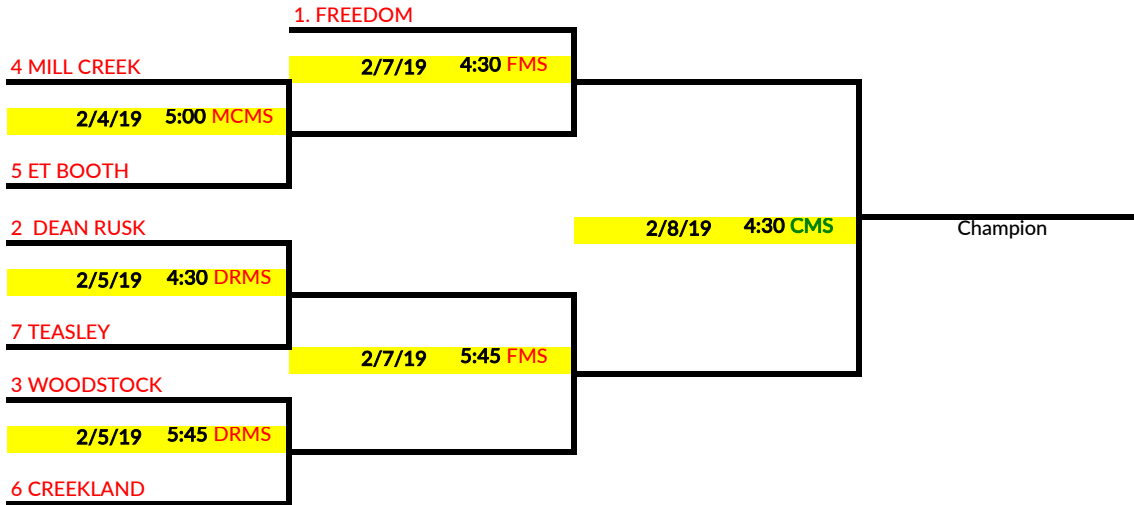 1. FREEDOM
4 MILL CREEK
2/7/19 4:30 FMS
2/4/19 5:00 MCMS
5 ET BOOTH
2  DEAN RUSK
2/8/19 4:30 CMS
Champion
2/5/19 4:30 DRMS
7 TEASLEY
2/7/19 5:45 FMS
3 WOODSTOCK
2/5/19 5:45 DRMS
6 CREEKLAND